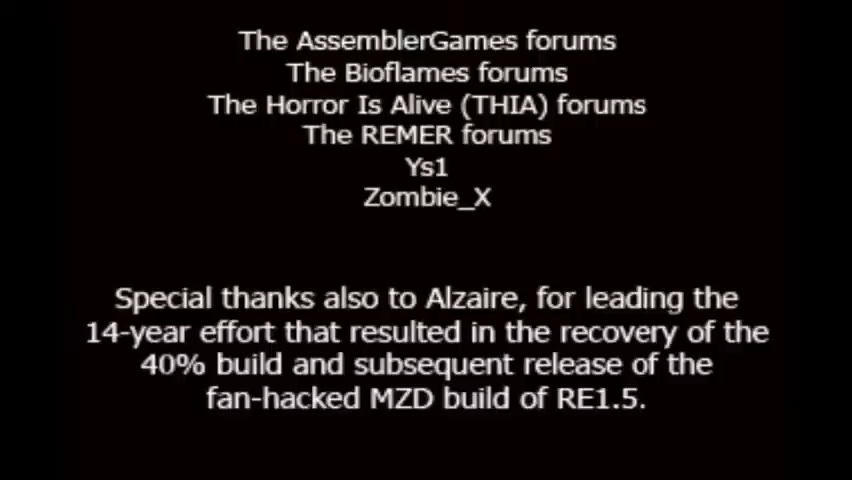 The AssemblerGames forums
The Bioflames forums
The Horror Is Alive (THIA) forums
The REMER forums
Ys1
Zombie_X
Special thanks also to Alzaire, for leading the
14-year effort that resulted in the recovery of the
40% build and subsequent release of the
fan-hacked MZD build of RE1.5.